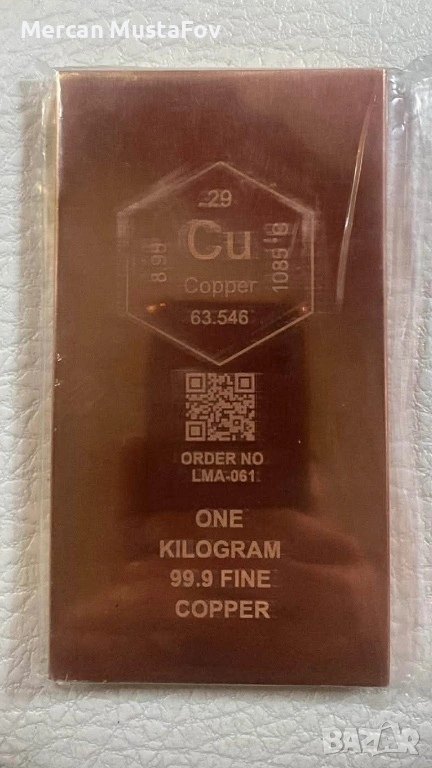 Mercan MustaFov
29
Cu
8.96
1085°C
Copper
63.546
ORDER NO
LMA-061
ONE
KILOGRAM
99.9 FINE
COPPER
BAZAR